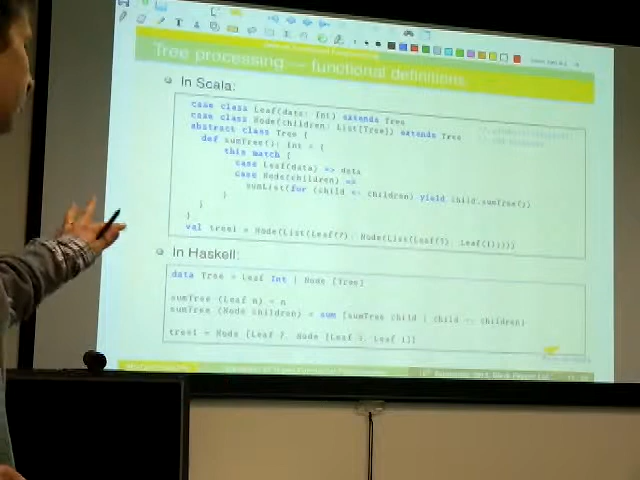 Tree processing — functional definitions
In Scala:
case class Leaf(data: Int) extends Tree
case class Node(children: List[Tree]) extends Tree
abstract class Tree {
def sumTree(): Int = {
this match {
case Leaf(data) => data
case Node(children) =>
sumList(for (child <- children) yield child.sumTree())
}
}
}
val tree1 = Node(List(Leaf(7), Node(List(Leaf(3), Leaf(1)))))
In Haskell:
data Tree = Leaf Int | Node [Tree]
sumTree (Leaf n) = n
sumTree (Node children) = sum [sumTree child | child <- children]
tree1 = Node [Leaf 7, Node [Leaf 3, Leaf 1]]